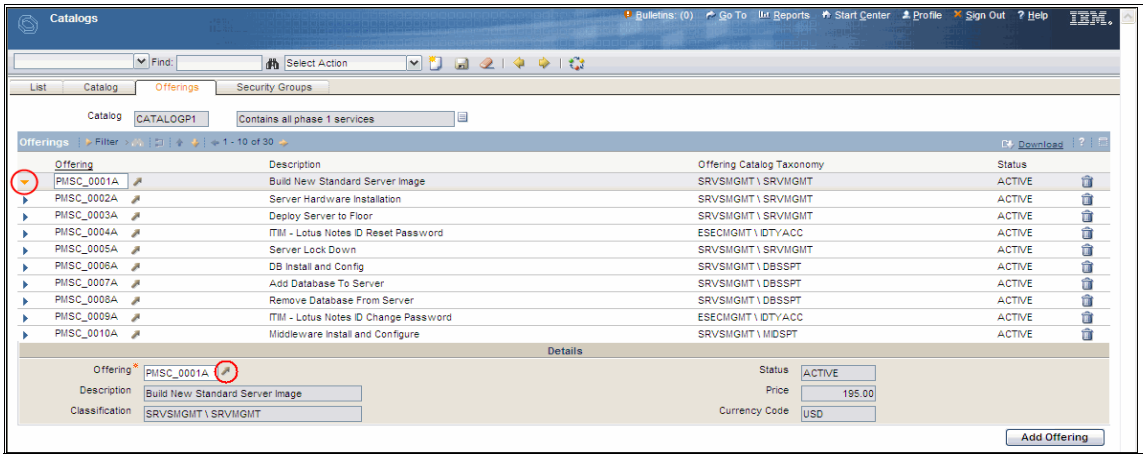 Catalogs Bulletins: (0) Go To Reports Start Center Profile Sign Out ? Help IBM.
Find: Select Action
List Catalog Offerings Security Groups
Catalog CATALOGP1 Contains all phase 1 services
Offerings Filter 1 - 10 of 30 Download ?
Offering Description Offering Catalog Taxonomy Status
PMSC_0001A Build New Standard Server Image SRVSMGMT \ SRVMGMT ACTIVE
PMSC_0002A Server Hardware Installation SRVSMGMT \ SRVMGMT ACTIVE
PMSC_0003A Deploy Server to Floor SRVSMGMT \ SRVMGMT ACTIVE
PMSC_0004A ITIM - Lotus Notes ID Reset Password ESECMGMT \ IDTYACC ACTIVE
PMSC_0005A Server Lock Down SRVSMGMT \ SRVMGMT ACTIVE
PMSC_0006A DB Install and Config SRVSMGMT \ DBSSPT ACTIVE
PMSC_0007A Add Database To Server SRVSMGMT \ DBSSPT ACTIVE
PMSC_0008A Remove Database From Server SRVSMGMT \ DBSSPT ACTIVE
PMSC_0009A ITIM - Lotus Notes ID Change Password ESECMGMT \ IDTYACC ACTIVE
PMSC_0010A Middleware Install and Configure SRVSMGMT \ MIDSPT ACTIVE
Details
Offering* PMSC_0001A Status ACTIVE
Description Build New Standard Server Image Price 195.00
Classification SRVSMGMT \ SRVMGMT Currency Code USD
Add Offering